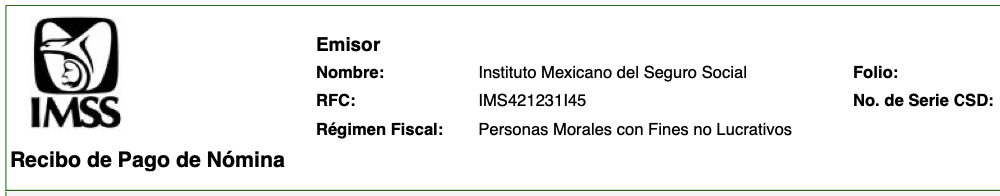 IMSS
Recibo de Pago de Nómina
Emisor
Nombre: Instituto Mexicano del Seguro Social Folio:
RFC: IMS421231I45 No. de Serie CSD:
Régimen Fiscal: Personas Morales con Fines no Lucrativos